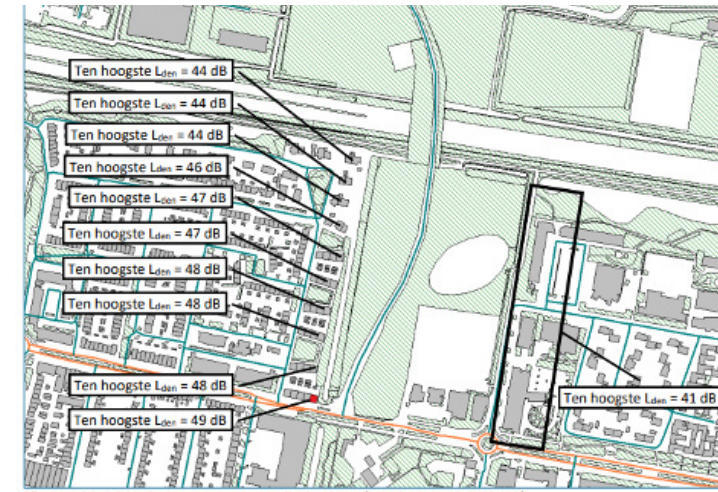 Ten hoogste Lden = 44 dB
Ten hoogste Lden = 44 dB
Ten hoogste Lden = 44 dB
Ten hoogste Lden = 46 dB
Ten hoogste Lden = 47 dB
Ten hoogste Lden = 47 dB
Ten hoogste Lden = 48 dB
Ten hoogste Lden = 48 dB
Ten hoogste Lden = 48 dB
Ten hoogste Lden = 41 dB
Ten hoogste Lden = 49 dB